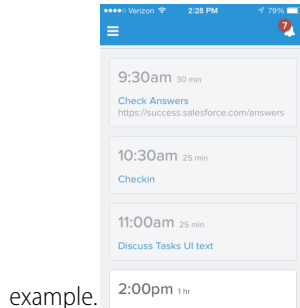 Verizon 2:28 PM 79%
7
9:30am 30 min
Check Answers
https://success.salesforce.com/answers
10:30am 25 min
Checkin
11:00am 25 min
Discuss Tasks UI text
2:00pm 1 hr
example.